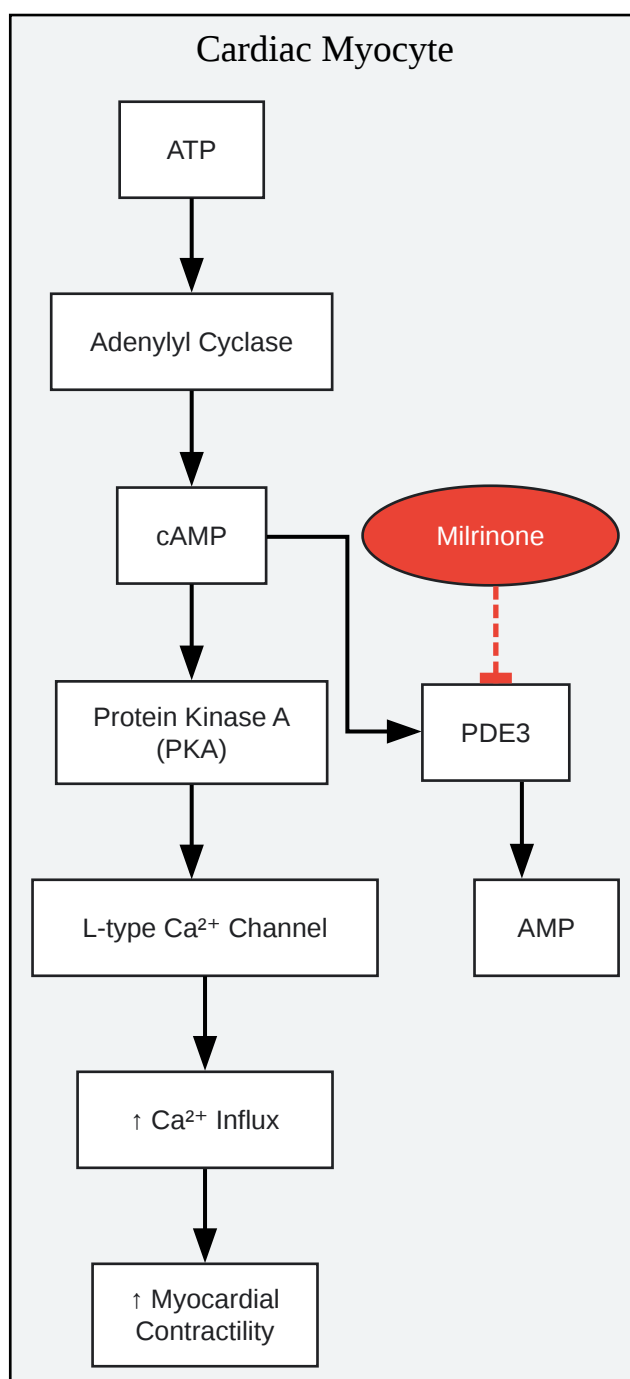 Cardiac Myocyte
ATP
Adenylyl Cyclase
cAMP
Milrinone
Protein Kinase A
(PKA)
PDE3
L-type Ca²⁺ Channel
AMP
↑ Ca²⁺ Influx
↑ Myocardial
Contractility